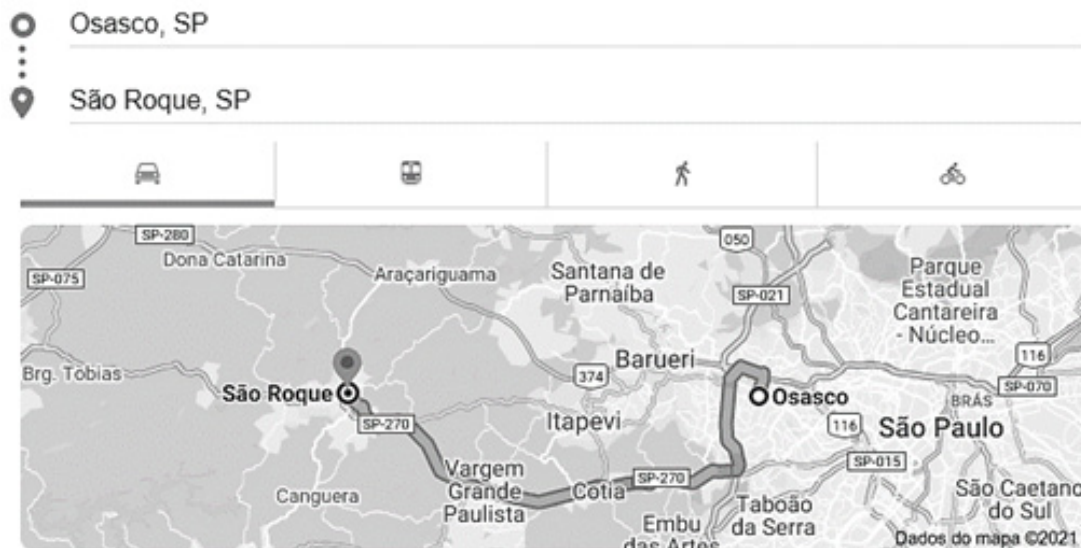 Osasco, SP
São Roque, SP
SP-280
Dona Catarina
SP-075
Araçariguama
Santana de
Parnaíba
050
SP-021
Parque
Estadual
Cantareira
- Núcleo...
Brg. Tobias
Barueri
374
116
SP-070
São Roque
SP-270
Itapevi
Osasco
BRÁS
116
São Paulo
SP-015
Vargem
Grande
Paulista
Canguera
Cotia
SP-270
Taboão
da Serra
Embu
das Artes
São Caetano
do Sul
Dados do mapa ©2021